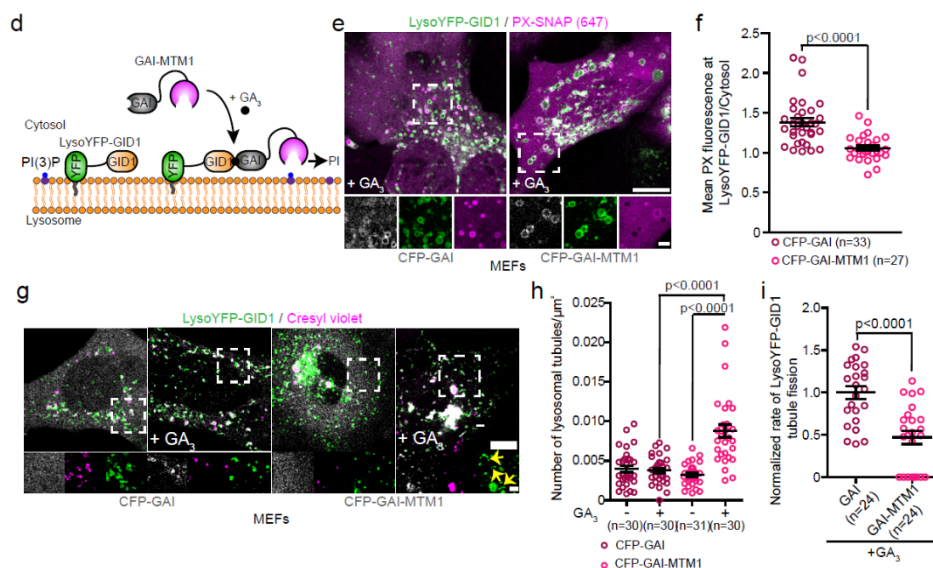 d
GAI-MTM1
GAI
+ GA3
Cytosol
LysoYFP-GID1
PI(3)P
YFP
GID1
YFP
GID1
GAI
PI
Lysosome
e
LysoYFP-GID1 / PX-SNAP (647)
+ GA3
+ GA3
CFP-GAI
CFP-GAI-MTM1
MEFs
f
p<0.0001
Mean PX fluorescence at
LysoYFP-GID1/Cytosol
2.5
2.0
1.5
1.0
0.5
0
CFP-GAI (n=33)
CFP-GAI-MTM1 (n=27)
g
LysoYFP-GID1 / Cresyl violet
+ GA3
+ GA3
CFP-GAI
CFP-GAI-MTM1
MEFs
h
p<0.0001
p<0.0001
Number of lysosomal tubules/µm²
0.025
0.020
0.015
0.010
0.005
0.000
GA3 - + - +
(n=30) (n=30) (n=31) (n=30)
CFP-GAI
CFP-GAI-MTM1
i
p<0.0001
Normalized rate of LysoYFP-GID1
tubule fission
2.0
1.5
1.0
0.5
0.0
GAI
(n=24)
GAI-MTM1
(n=24)
+GA3